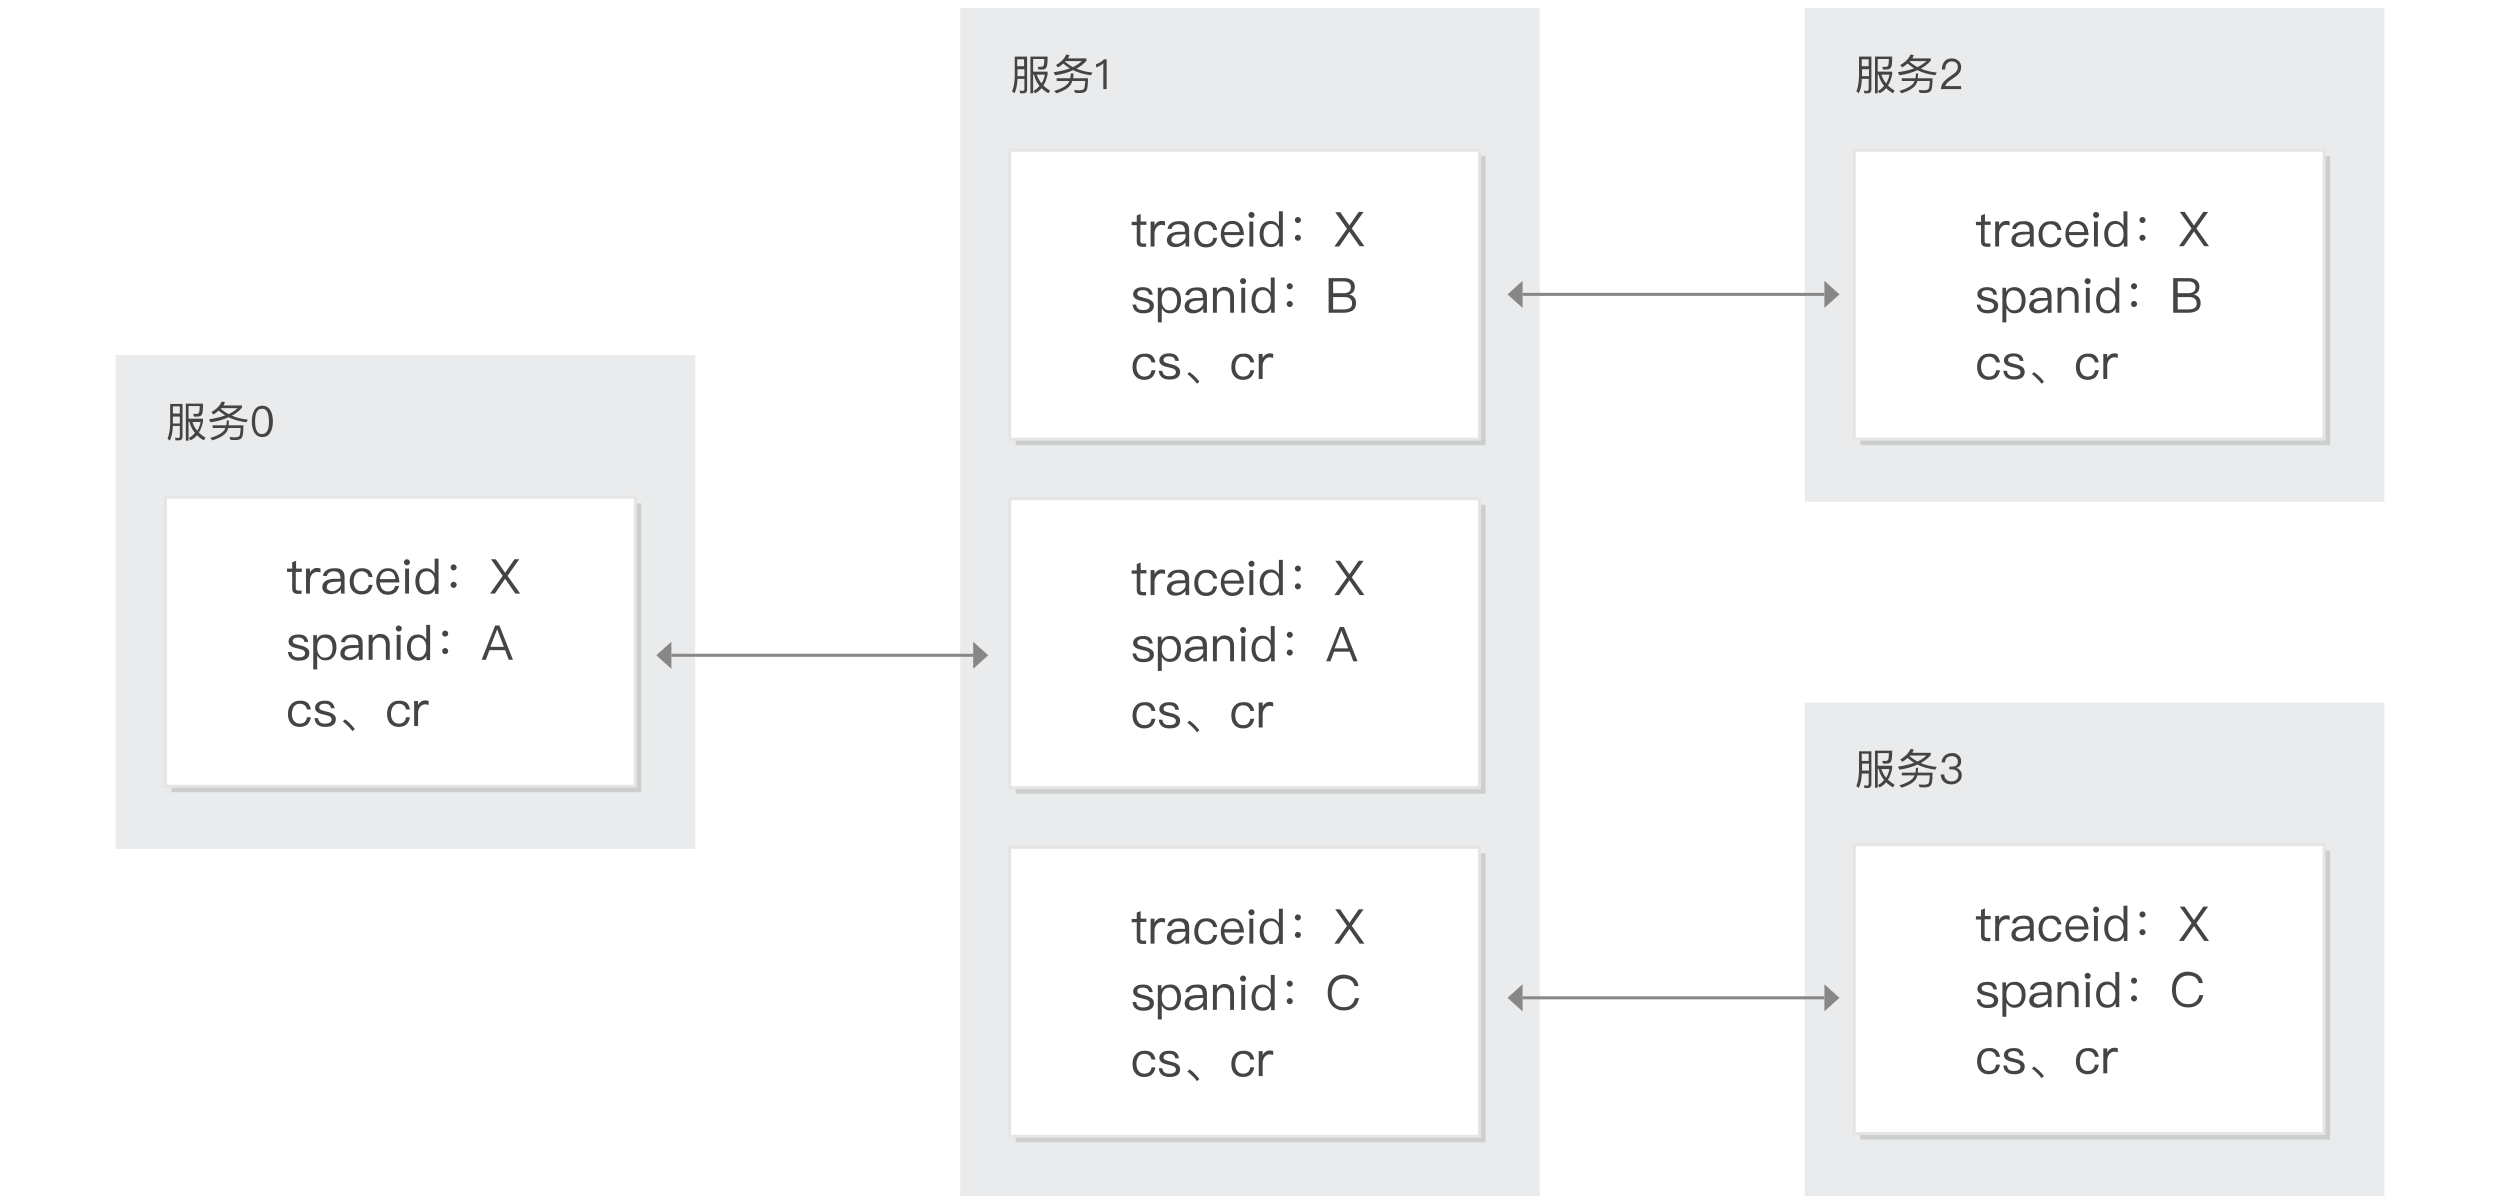 服务0
traceid： X
spanid： A
cs、 cr
服务1
traceid： X
spanid： B
cs、 cr
traceid： X
spanid： A
cs、 cr
traceid： X
spanid： C
cs、 cr
服务2
traceid： X
spanid： B
cs、 cr
服务3
traceid： X
spanid： C
cs、 cr